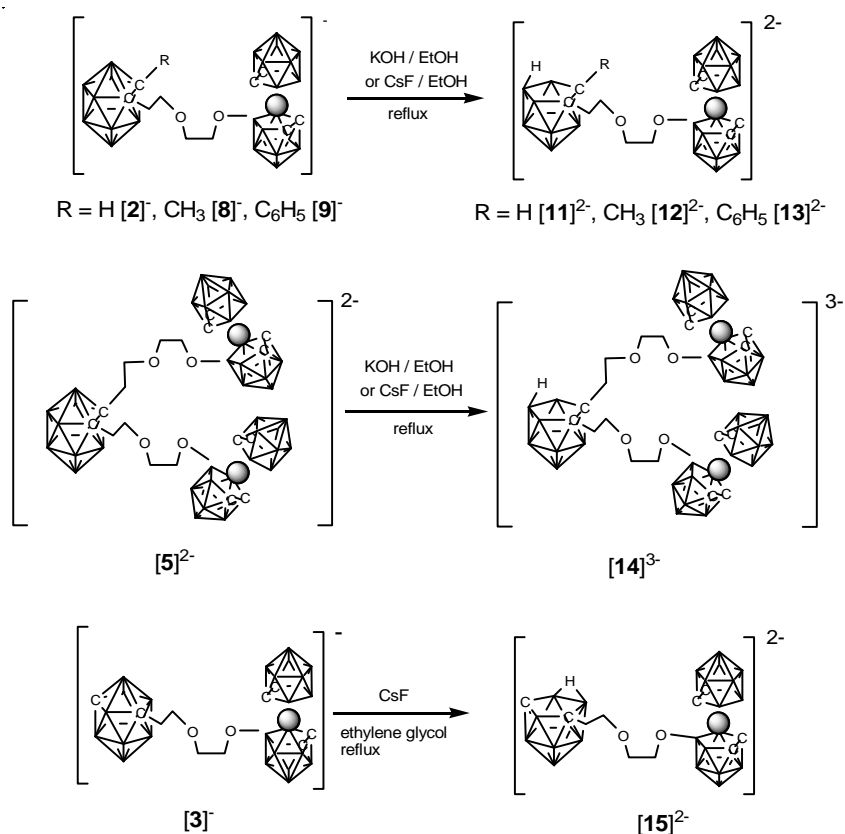 -
R
C
C
O
O
C
C
C
C
KOH / EtOH
or CsF / EtOH
reflux
2-
H
R
C
C
O
O
C
C
C
C
R = H [2]-, CH3 [8]-, C6H5 [9]-
R = H [11]2-, CH3 [12]2-, C6H5 [13]2-
2-
C
C
O
O
C
C
C
C
O
O
C
C
C
C
KOH / EtOH
or CsF / EtOH
reflux
3-
H
C
C
O
O
C
C
C
C
O
O
C
C
C
C
[5]2-
[14]3-
-
C
C
O
O
C
C
C
C
CsF
ethylene glycol
reflux
2-
H
C
C
O
O
C
C
C
C
[3]-
[15]2-